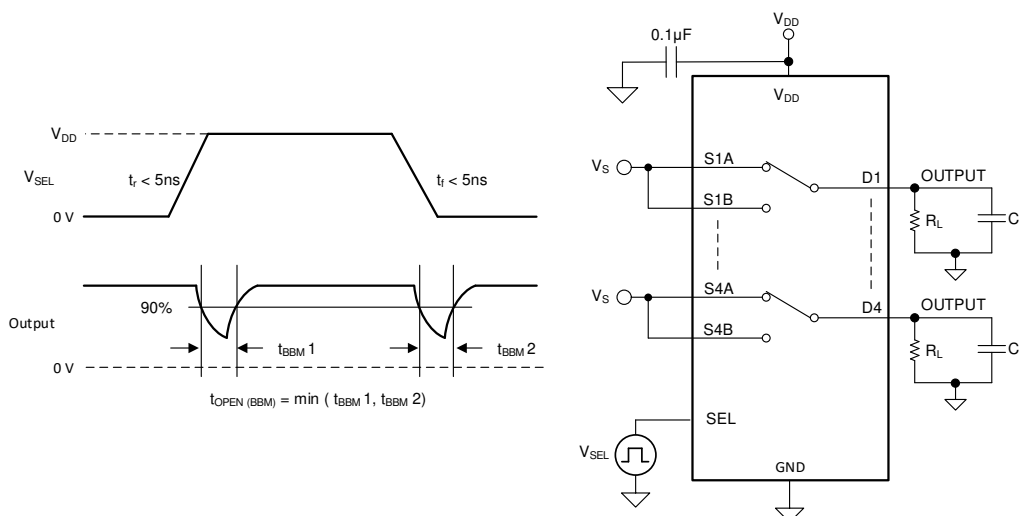 V_DD
V_SEL
t_r < 5ns
t_f < 5ns
0 V
90%
Output
t_BBM 1
t_BBM 2
0 V
t_OPEN (BBM) = min ( t_BBM 1, t_BBM 2)
V_DD
0.1µF
V_DD
V_S
S1A
D1
OUTPUT
S1B
R_L
C
V_S
S4A
D4
OUTPUT
S4B
R_L
C
SEL
V_SEL
GND